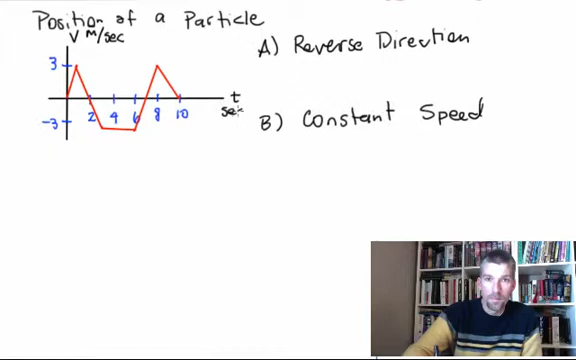 Position of a Particle
V M/sec
A) Reverse Direction
3
t
sec
2 4 6 8 10
-3
B) Constant Speed